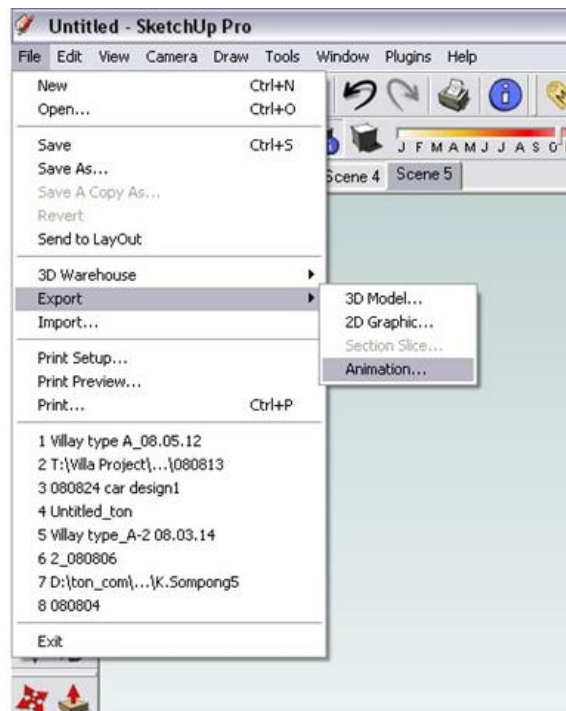 Untitled - SketchUp Pro
File Edit View Camera Draw Tools Window Plugins Help
New Ctrl+N
Open... Ctrl+O
Save Ctrl+S
Save As...
Save A Copy As...
Revert
Send to LayOut
3D Warehouse
Export
Import...
Print Setup...
Print Preview...
Print... Ctrl+P
1 Villay type A_08.05.12
2 T:\Villa Project\...\080813
3 080824 car design1
4 Untitled_ton
5 Villay type_A-2 08.03.14
6 2_080806
7 D:\ton_com\...\K.Sompong5
8 080804
Exit
J F M A M J J A S O
Scene 4 Scene 5
3D Model...
2D Graphic...
Section Slice...
Animation...